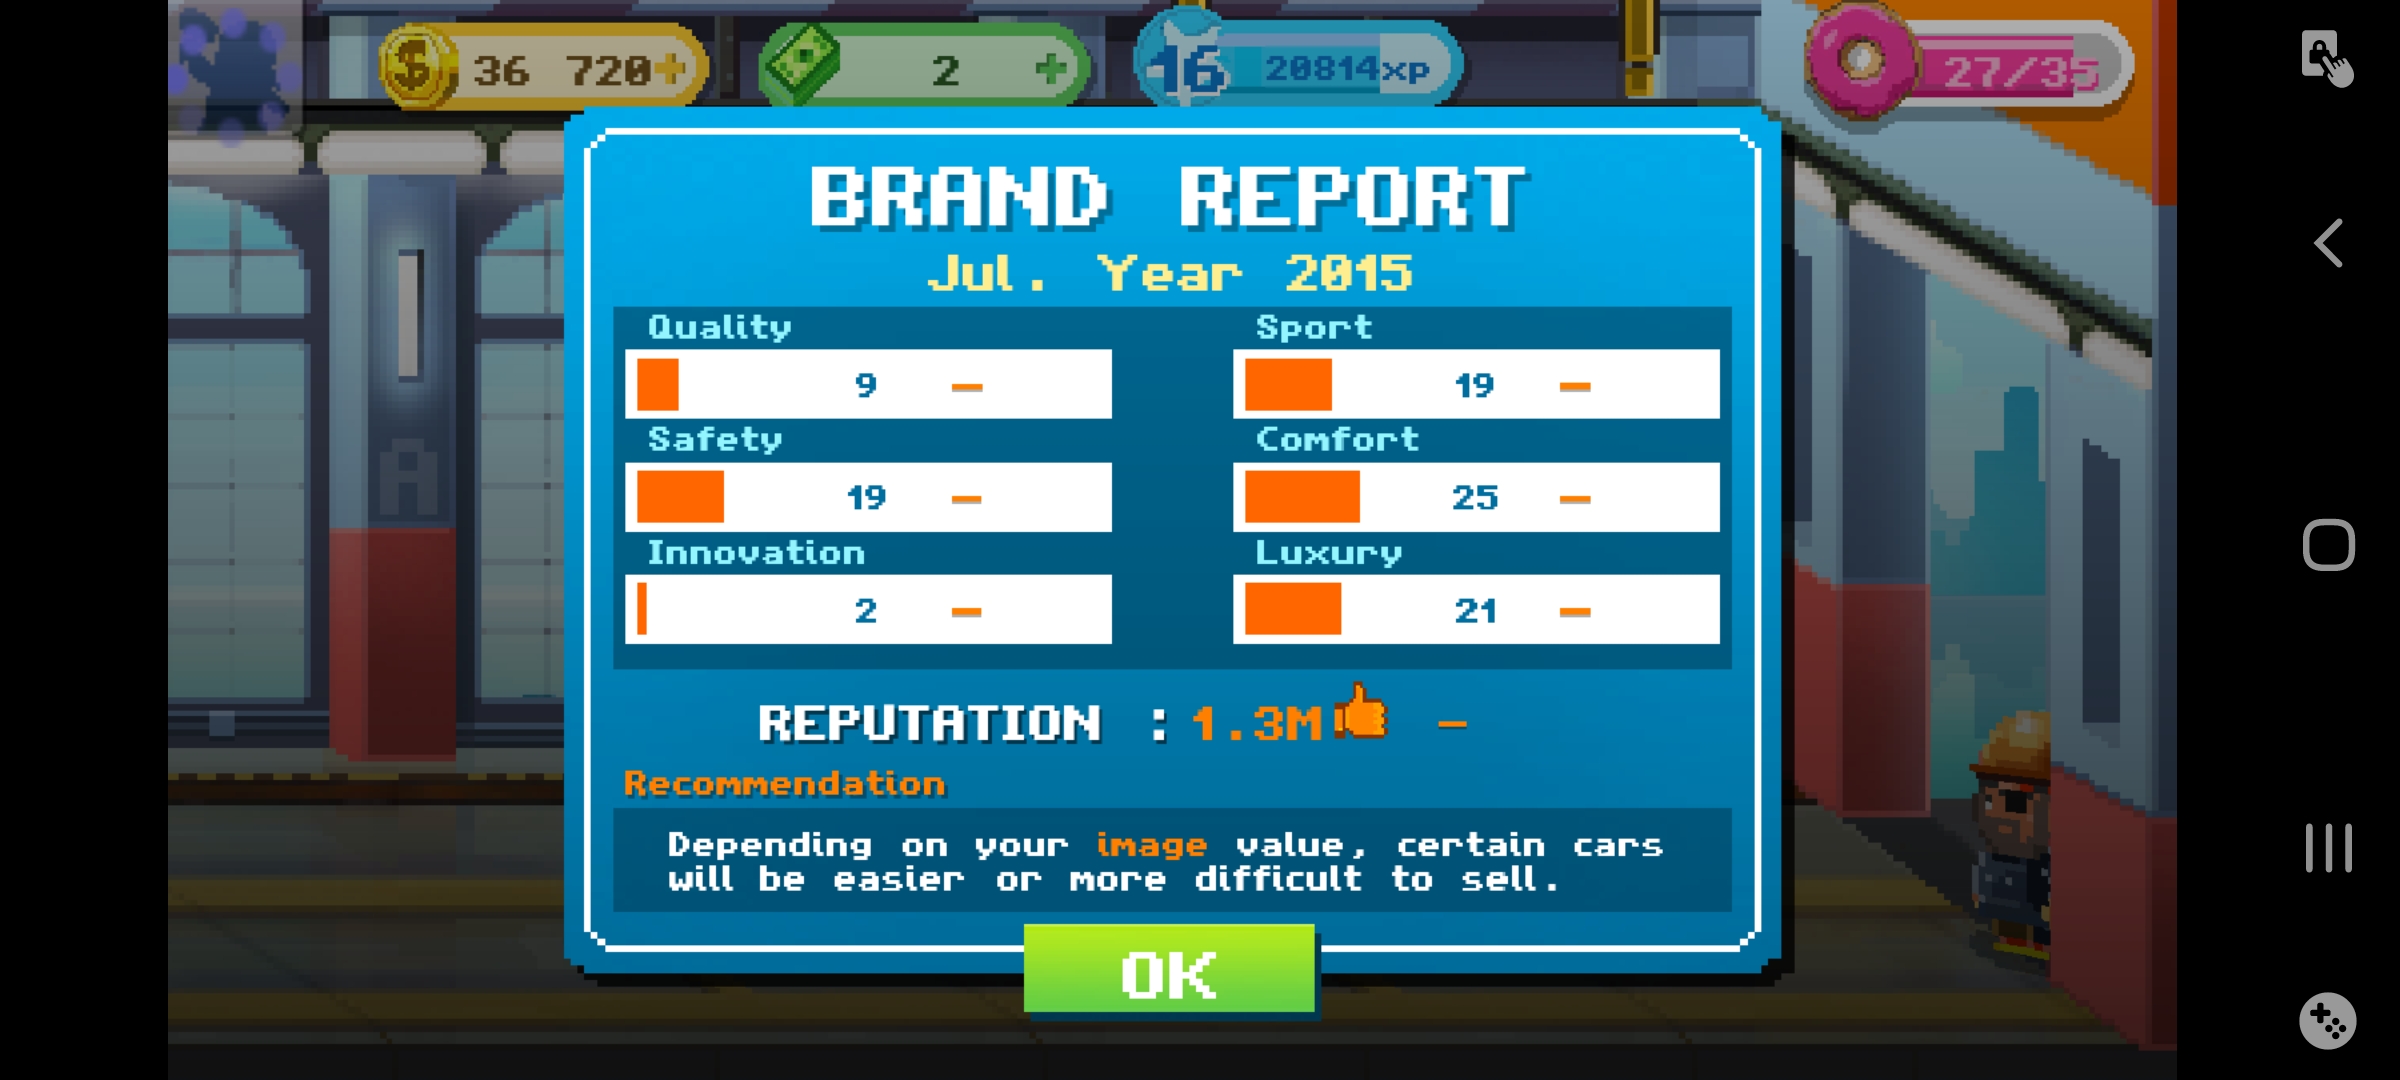 36 720+
2 +
16 20814xp
27/35
BRAND REPORT
Jul. Year 2015
Quality
9 -
Sport
19 -
Safety
19 -
Comfort
25 -
Innovation
2 -
Luxury
21 -
REPUTATION : 1.3M -
Recommendation
Depending on your image value, certain cars
will be easier or more difficult to sell.
OK
A